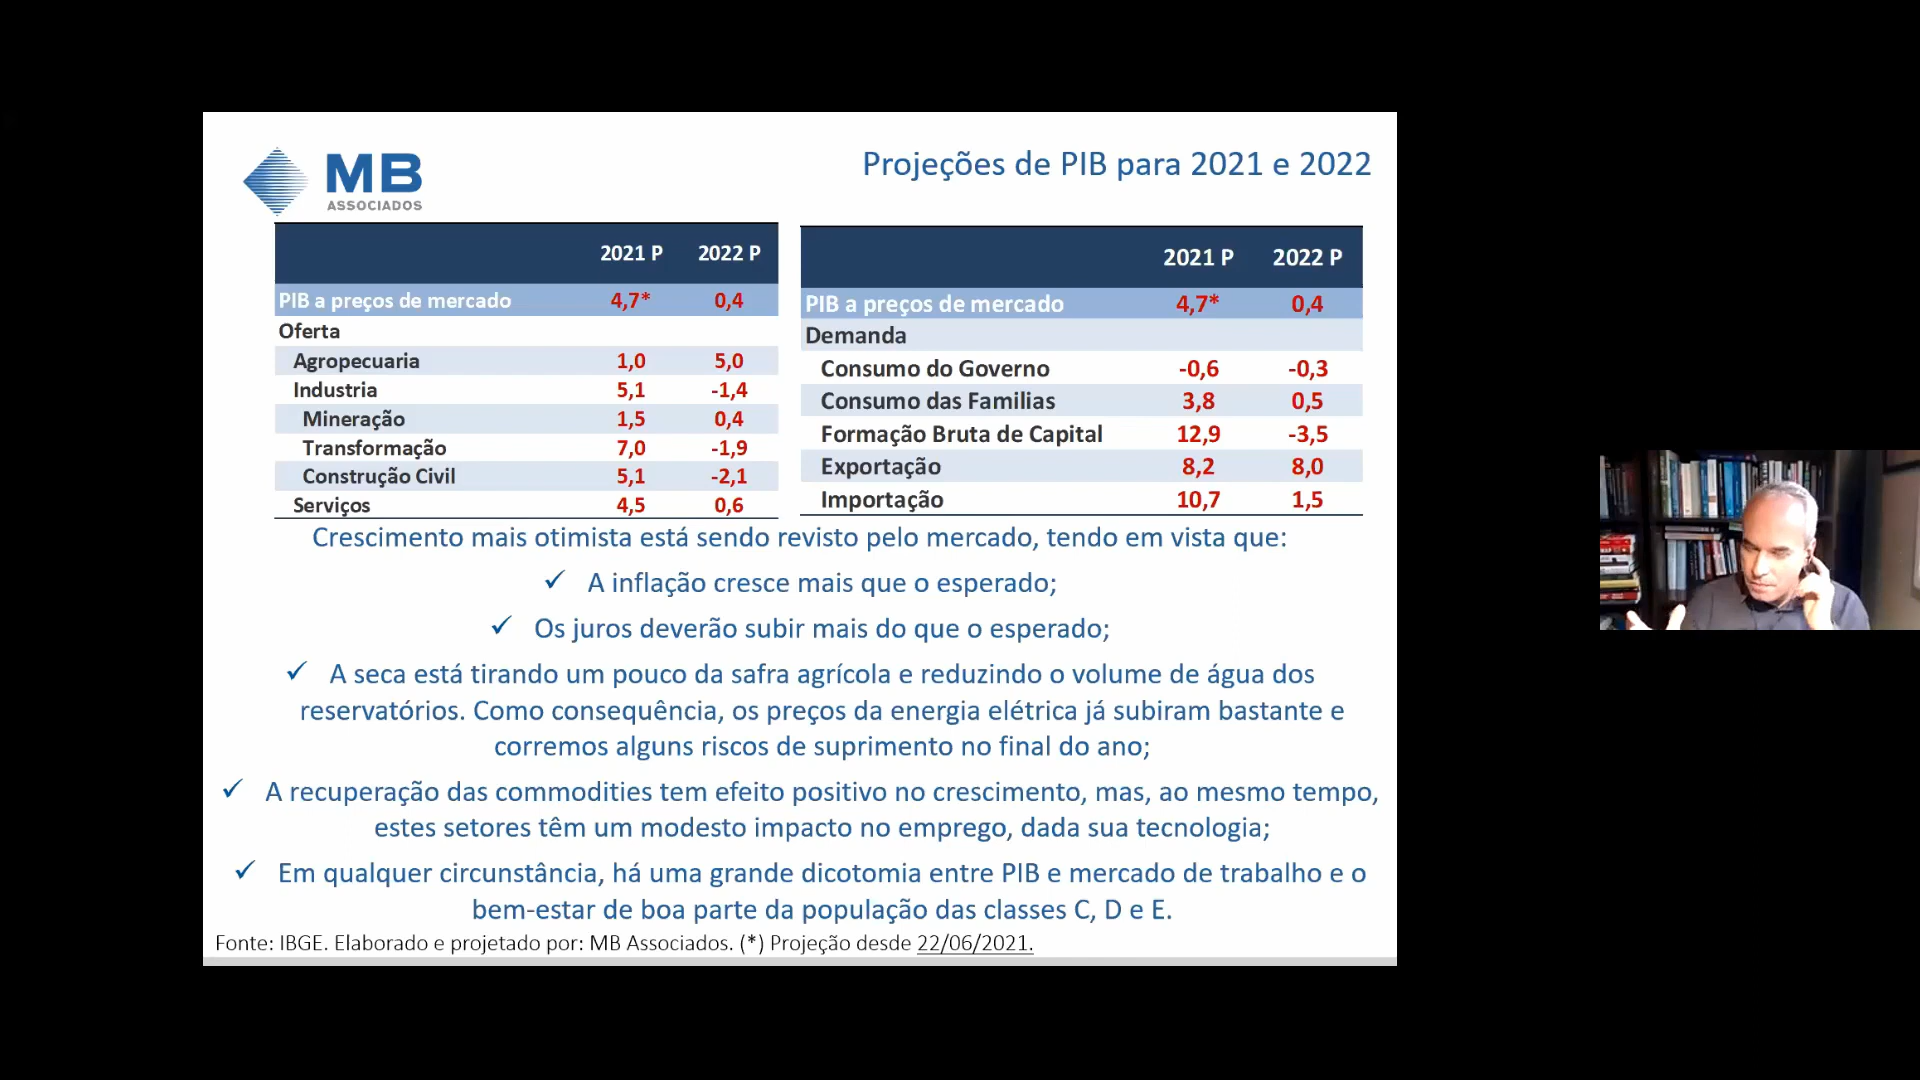 MB
ASSOCIADOS
Projeções de PIB para 2021 e 2022
2021 P 2022 P
PIB a preços de mercado 4,7* 0,4
Oferta
Agropecuaria 1,0 5,0
Industria 5,1 -1,4
Mineração 1,5 0,4
Transformação 7,0 -1,9
Construção Civil 5,1 -2,1
Serviços 4,5 0,6
2021 P 2022 P
PIB a preços de mercado 4,7* 0,4
Demanda
Consumo do Governo -0,6 -0,3
Consumo das Familias 3,8 0,5
Formação Bruta de Capital 12,9 -3,5
Exportação 8,2 8,0
Importação 10,7 1,5
Crescimento mais otimista está sendo revisto pelo mercado, tendo em vista que:
✓ A inflação cresce mais que o esperado;
✓ Os juros deverão subir mais do que o esperado;
✓ A seca está tirando um pouco da safra agrícola e reduzindo o volume de água dos
reservatórios. Como consequência, os preços da energia elétrica já subiram bastante e
corremos alguns riscos de suprimento no final do ano;
✓ A recuperação das commodities tem efeito positivo no crescimento, mas, ao mesmo tempo,
estes setores têm um modesto impacto no emprego, dada sua tecnologia;
✓ Em qualquer circunstância, há uma grande dicotomia entre PIB e mercado de trabalho e o
bem-estar de boa parte da população das classes C, D e E.
Fonte: IBGE. Elaborado e projetado por: MB Associados. (*) Projeção desde 22/06/2021.